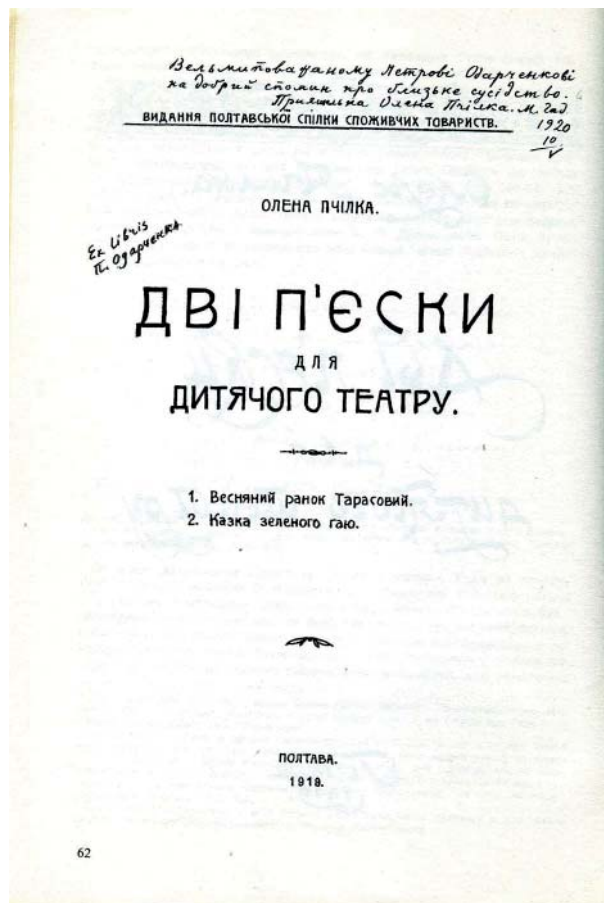 Вельмишованому Петрові Одарченкові
на добрий спомин про близьке сусідство.
Прихильна Олена Пчілка. М. Гад
1920
10
V
ВИДАННЯ ПОЛТАВСЬКОЇ СПІЛКИ СПОЖИВЧИХ ТОВАРИСТВ.
ОЛЕНА ПЧІЛКА.
Ex libris
П. Одарченка
ДВІ П'ЄСКИ
ДЛЯ
ДИТЯЧОГО ТЕАТРУ.
1. Весняний ранок Тарасовий.
2. Казка зеленого гаю.
ПОЛТАВА.
1918.
62